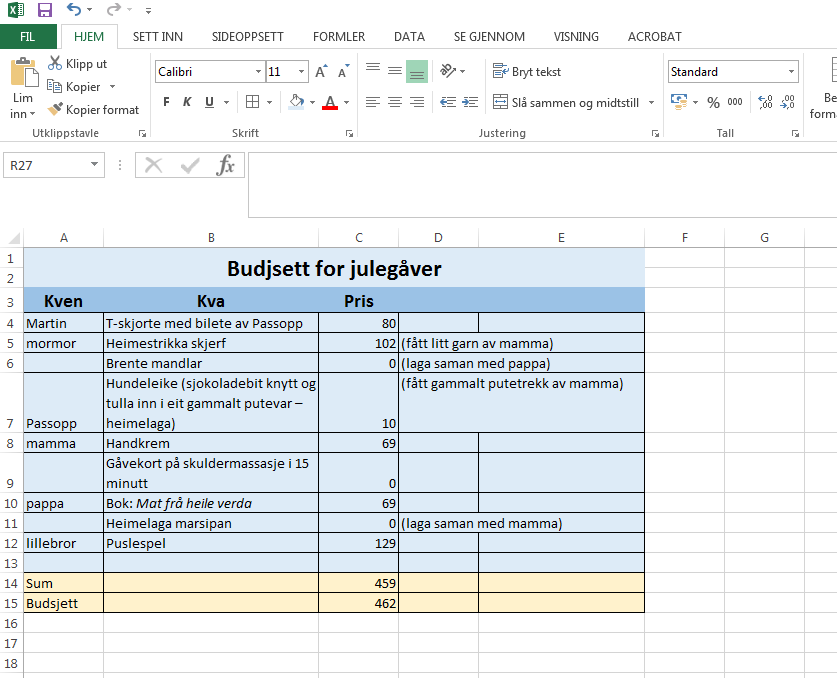 FIL HJEM SETT INN SIDEOPPSETT FORMLER DATA SE GJENNOM VISNING ACROBAT
Lim inn
Klipp ut
Kopier
Kopier format
Utklippstavle
Calibri 11 A A
F K U A
Skrift
Bryt tekst
Slå sammen og midtstill
Justering
Standard
% 000
Tall
Be
form
R27 fx
A B C D E F G
1 Budjsett for julegåver
2
3 Kven Kva Pris
4 Martin T-skjorte med bilete av Passopp 80
5 mormor Heimestrikka skjerf 102 (fått litt garn av mamma)
6 Brente mandlar 0 (laga saman med pappa)
Hundeleike (sjokoladebit knytt og (fått gammalt putetrekk av mamma)
tulla inn i eit gammalt putevar –
7 Passopp heimelaga) 10
8 mamma Handkrem 69
Gåvekort på skuldermassasje i 15
9 minutt 0
10 pappa Bok: Mat frå heile verda 69
11 Heimelaga marsipan 0 (laga saman med mamma)
12 lillebror Puslespel 129
13
14 Sum 459
15 Budsjett 462
16
17
18